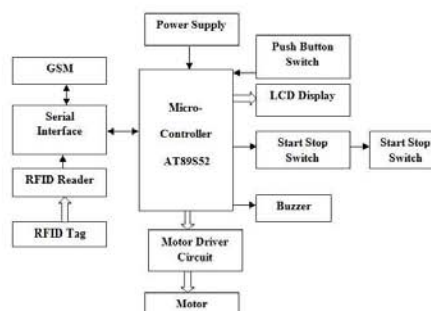 Power Supply
Push Button
Switch
GSM
LCD Display
Micro-
Controller
AT89S52
Serial
Interface
Start Stop
Switch
Start Stop
Switch
RFID Reader
Buzzer
RFID Tag
Motor Driver
Circuit
Motor